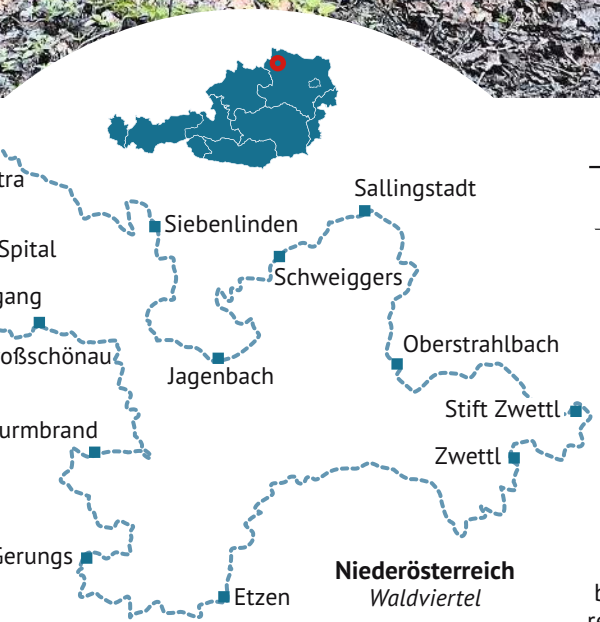 tra
Sallingstadt
Siebenlinden
Spital
Schweiggers
gang
oßschönau
Oberstrahlbach
Jagenbach
Stift Zwettl
urmbrand
Zwettl
Gerungs
Niederösterreich
Waldviertel
Etzen